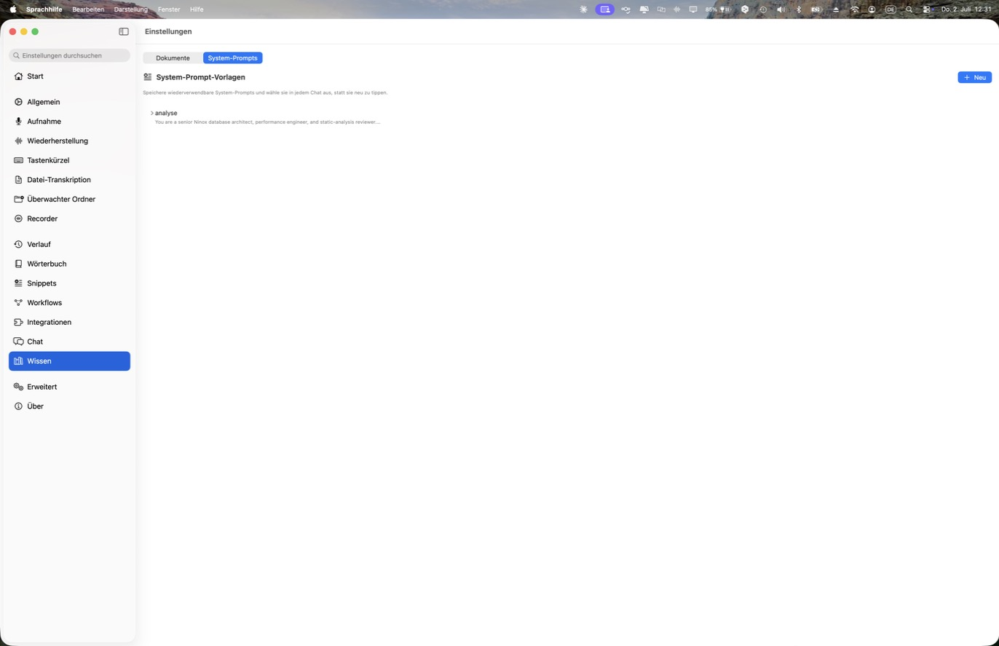 Sprachhilfe Bearbeiten Darstellung Fenster Hilfe
85%
DE
Do. 2. Juli 12:31
Einstellungen
Einstellungen durchsuchen
Start
Allgemein
Aufnahme
Wiederherstellung
Tastenkürzel
Datei-Transkription
Überwachter Ordner
Recorder
Verlauf
Wörterbuch
Snippets
Workflows
Integrationen
Chat
Wissen
Erweitert
Über
Dokumente System-Prompts
System-Prompt-Vorlagen
Neu
Speichere wiederverwendbare System-Prompts und wähle sie in jedem Chat aus, statt sie neu zu tippen.
analyse
You are a senior Ninox database architect, performance engineer, and static-analysis reviewer....